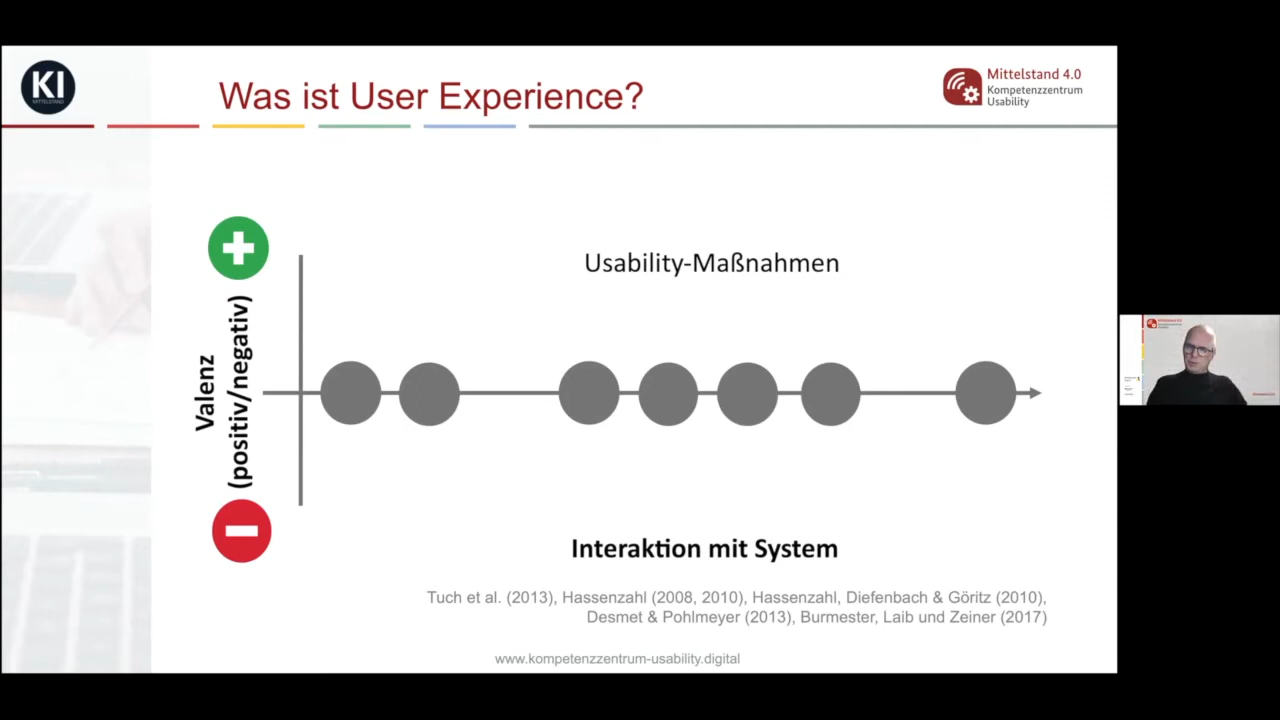 KI
MITTELSTAND
Was ist User Experience?
Mittelstand 4.0
Kompetenzzentrum
Usability
Usability-Maßnahmen
Valenz
(positiv/negativ)
Interaktion mit System
Tuch et al. (2013), Hassenzahl (2008, 2010), Hassenzahl, Diefenbach & Göritz (2010),
Desmet & Pohlmeyer (2013), Burmester, Laib und Zeiner (2017)
www.kompetenzzentrum-usability.digital